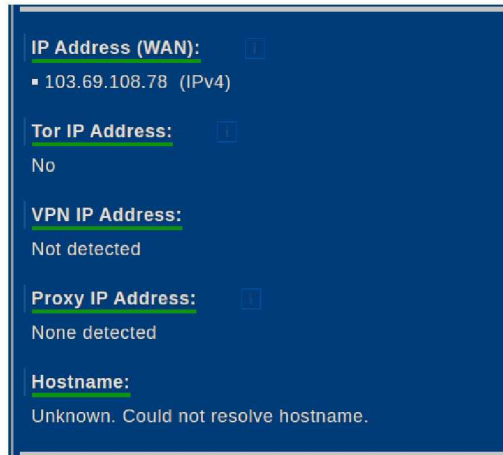 IP Address (WAN): i
▪ 103.69.108.78 (IPv4)
Tor IP Address: i
No
VPN IP Address:
Not detected
Proxy IP Address: i
None detected
Hostname:
Unknown. Could not resolve hostname.